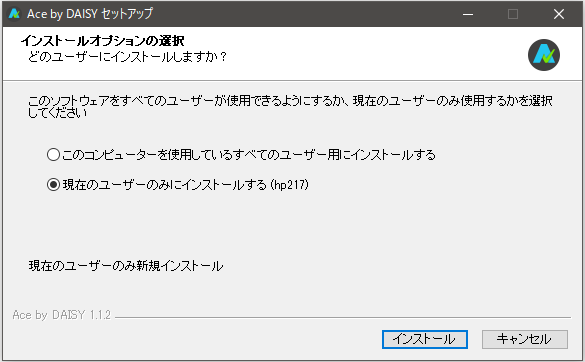 Ace by DAISY セットアップ
インストールオプションの選択
どのユーザーにインストールしますか？
このソフトウェアをすべてのユーザーが使用できるようにするか、現在のユーザーのみ使用するかを選択
してください
このコンピューターを使用しているすべてのユーザー用にインストールする
現在のユーザーのみにインストールする (hp217)
現在のユーザーのみ新規インストール
Ace by DAISY 1.1.2
インストール
キャンセル